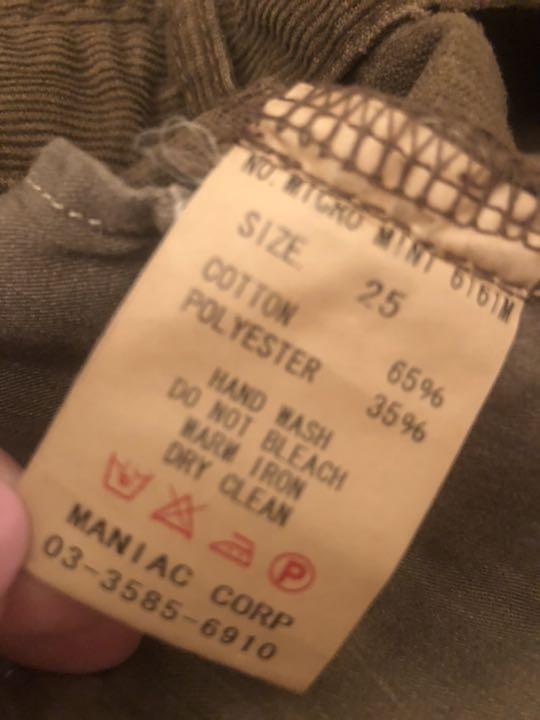 NO. MICRO MINI 6161M
SIZE 25
COTTON 65%
POLYESTER 35%
HAND WASH
DO NOT BLEACH
WARM IRON
DRY CLEAN
P
MANIAC CORP
03-3585-6910